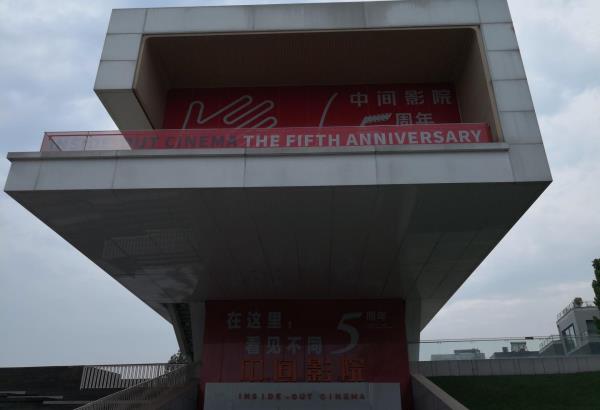 中间影院
周年
OUT CINEMA THE FIFTH ANNIVERSARY
在这里,
5周年
看见不同
中间影院
INSIDE-OUT CINEMA